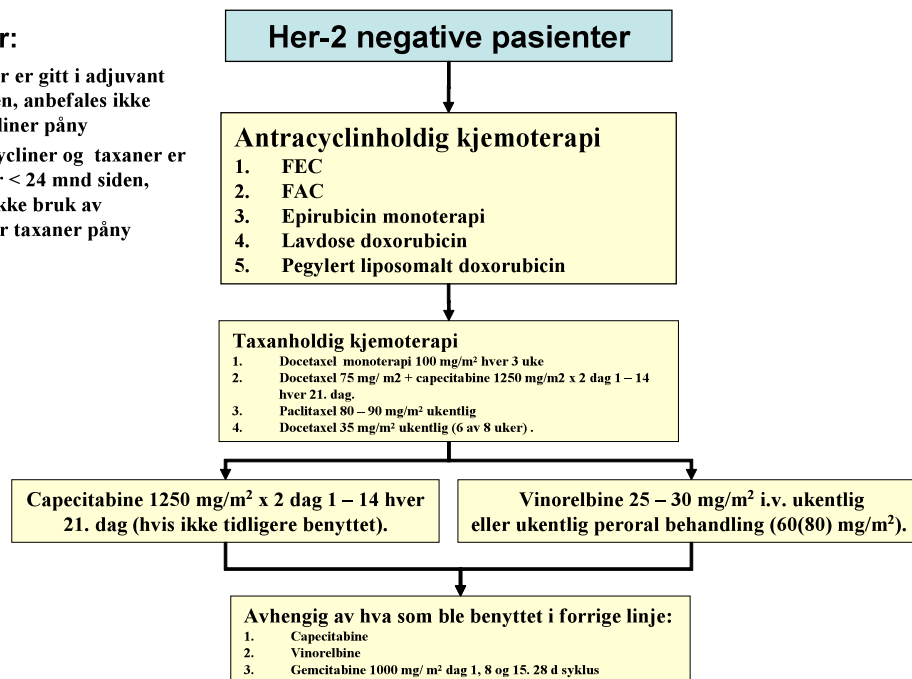 Her-2 negative pasienter
r:
r er gitt i adjuvant
en, anbefales ikke
liner påny
ycliner og taxaner er
r < 24 mnd siden,
kke bruk av
r taxaner påny
Antracyclinholdig kjemoterapi
1. FEC
2. FAC
3. Epirubicin monoterapi
4. Lavdose doxorubicin
5. Pegylert liposomalt doxorubicin
Taxanholdig kjemoterapi
1. Docetaxel monoterapi 100 mg/m² hver 3 uke
2. Docetaxel 75 mg/ m2 + capecitabine 1250 mg/m2 x 2 dag 1 – 14
hver 21. dag.
3. Paclitaxel 80 – 90 mg/m² ukentlig
4. Docetaxel 35 mg/m² ukentlig (6 av 8 uker) .
Capecitabine 1250 mg/m² x 2 dag 1 – 14 hver
21. dag (hvis ikke tidligere benyttet).
Vinorelbine 25 – 30 mg/m² i.v. ukentlig
eller ukentlig peroral behandling (60(80) mg/m²).
Avhengig av hva som ble benyttet i forrige linje:
1. Capecitabine
2. Vinorelbine
3. Gemcitabine 1000 mg/ m² dag 1, 8 og 15. 28 d syklus